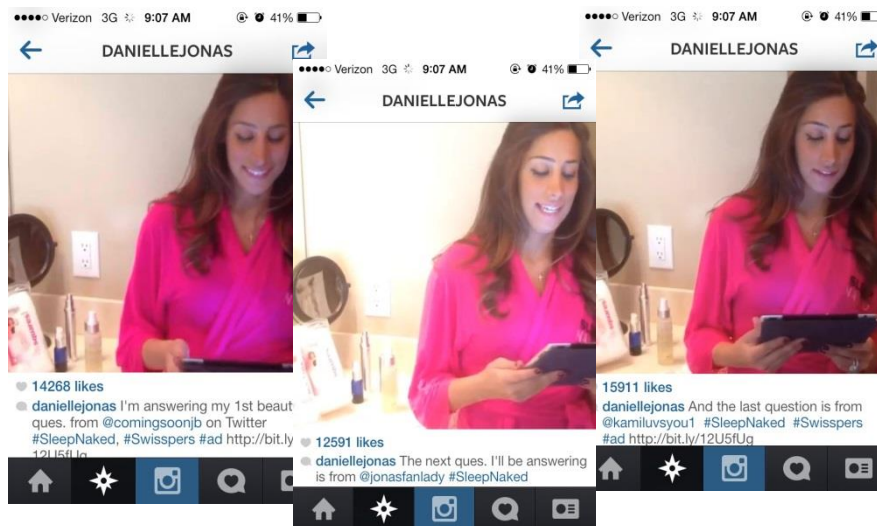 Verizon 3G 9:07 AM 41%
DANIELLEJONAS
14268 likes
daniellejonas I'm answering my 1st beaut
ques. from @comingsoonjb on Twitter
#SleepNaked, #Swisspers #ad http://bit.ly
12U5fUg
Verizon 3G 9:07 AM 41%
DANIELLEJONAS
12591 likes
daniellejonas The next ques. I'll be answering
is from @jonasfanlady #SleepNaked
Verizon 3G 9:07 AM 41%
DANIELLEJONAS
15911 likes
daniellejonas And the last question is from
@kamiluvsyou1 #SleepNaked #Swisspers
#ad http://bit.ly/12U5fUg